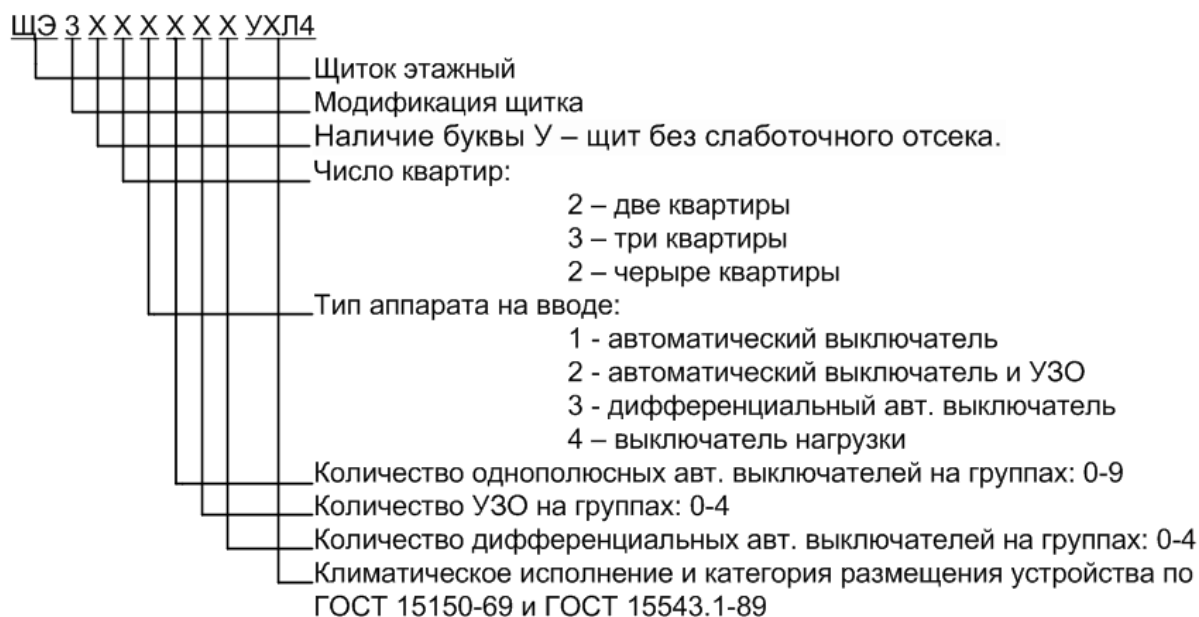 ЩЭ 3 Х Х Х Х Х Х УХЛ4
Щиток этажный
Модификация щитка
Наличие буквы У – щит без слаботочного отсека.
Число квартир:
2 – две квартиры
3 – три квартиры
2 – черыре квартиры
Тип аппарата на вводе:
1 - автоматический выключатель
2 - автоматический выключатель и УЗО
3 - дифференциальный авт. выключатель
4 – выключатель нагрузки
Количество однополюсных авт. выключателей на группах: 0-9
Количество УЗО на группах: 0-4
Количество дифференциальных авт. выключателей на группах: 0-4
Климатическое исполнение и категория размещения устройства по
ГОСТ 15150-69 и ГОСТ 15543.1-89